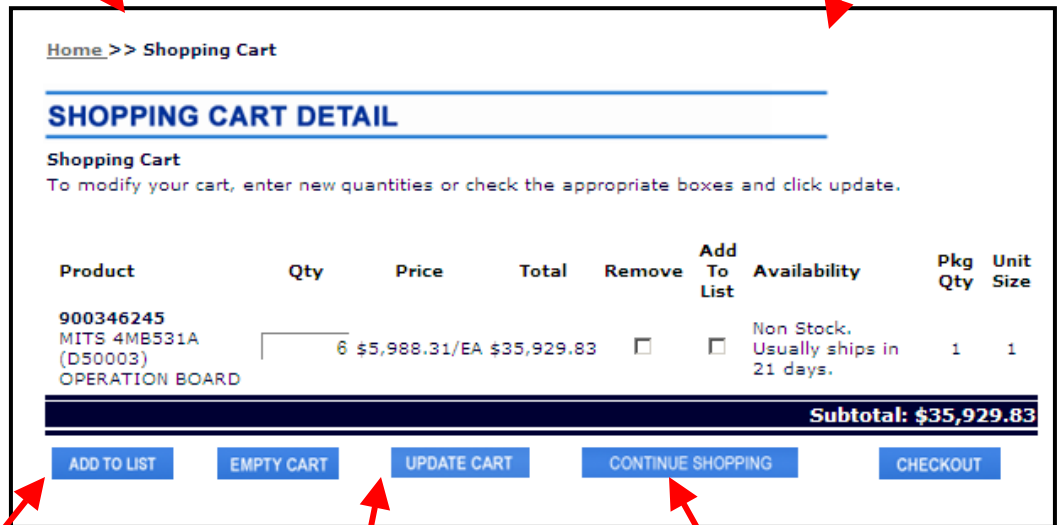 Home >> Shopping Cart
SHOPPING CART DETAIL
Shopping Cart
To modify your cart, enter new quantities or check the appropriate boxes and click update.
Product Qty Price Total Remove Add To List Availability Pkg Qty Unit Size
900346245
MITS 4MB531A
(D50003)
OPERATION BOARD
6 $5,988.31/EA $35,929.83
Non Stock.
Usually ships in
21 days.
1 1
Subtotal: $35,929.83
ADD TO LIST EMPTY CART UPDATE CART CONTINUE SHOPPING CHECKOUT